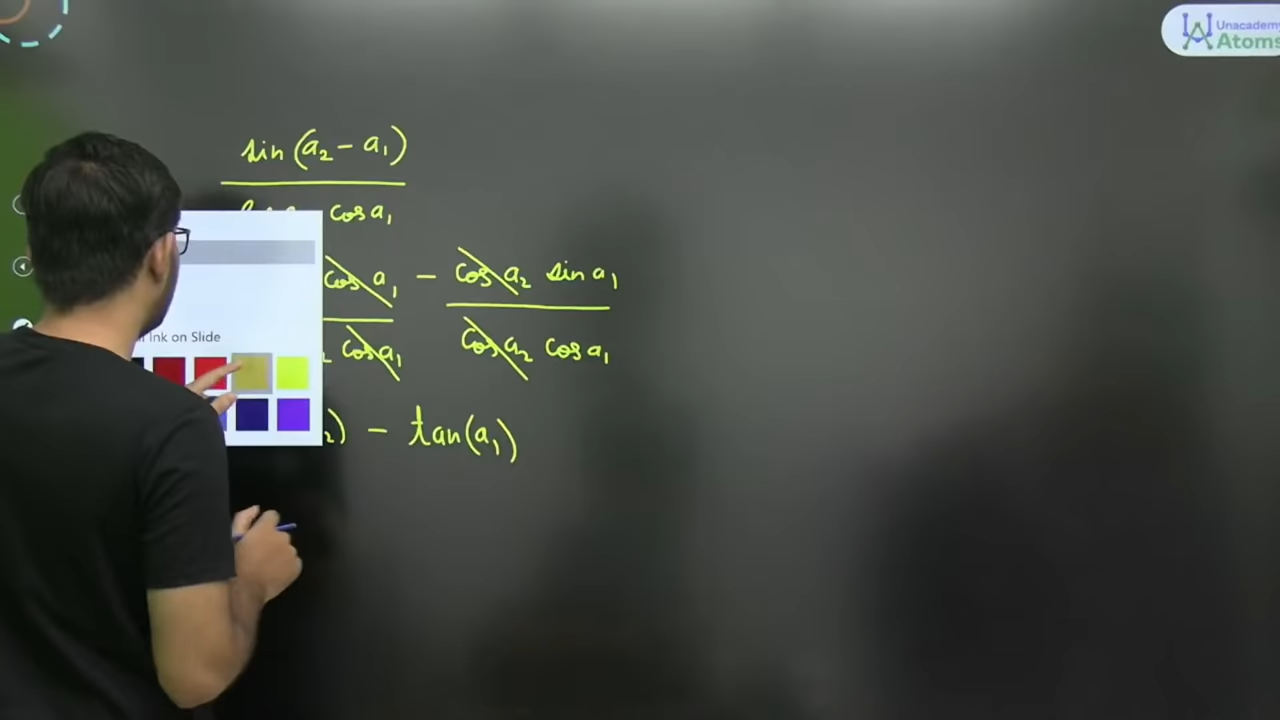 Unacademy
Atoms
sin (a₂ - a₁)
cos a₁
cos a₁ - cos a₂ sin a₁
cos a₁ cos a₂ cos a₁
Ink on Slide
₂) - tan(a₁)